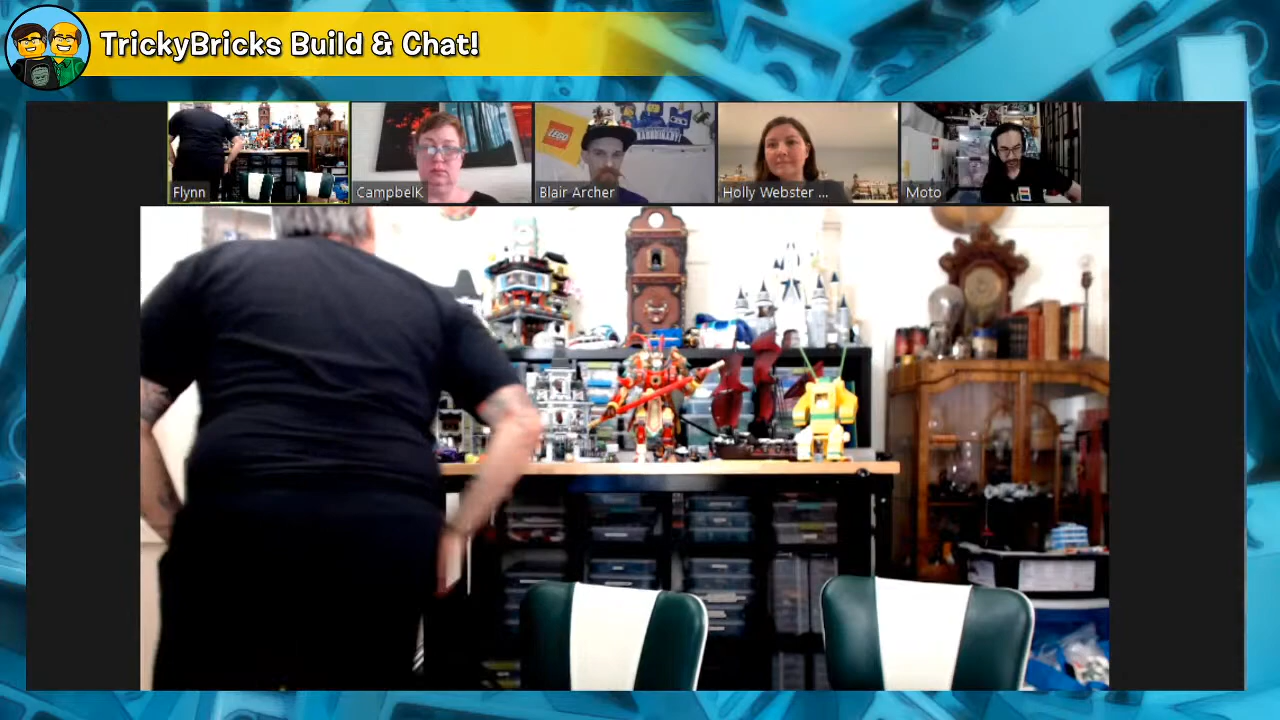 TrickyBricks Build & Chat!
LEGO
Flynn
CampbelK
Blair Archer
Holly Webster ...
Moto